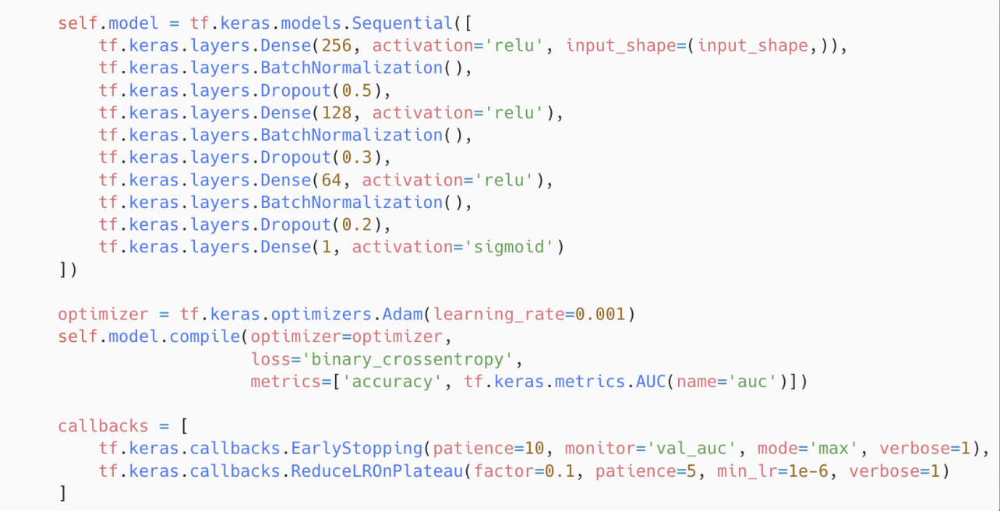 self.model = tf.keras.models.Sequential([
    tf.keras.layers.Dense(256, activation='relu', input_shape=(input_shape,)),
    tf.keras.layers.BatchNormalization(),
    tf.keras.layers.Dropout(0.5),
    tf.keras.layers.Dense(128, activation='relu'),
    tf.keras.layers.BatchNormalization(),
    tf.keras.layers.Dropout(0.3),
    tf.keras.layers.Dense(64, activation='relu'),
    tf.keras.layers.BatchNormalization(),
    tf.keras.layers.Dropout(0.2),
    tf.keras.layers.Dense(1, activation='sigmoid')
])

optimizer = tf.keras.optimizers.Adam(learning_rate=0.001)
self.model.compile(optimizer=optimizer,
                   loss='binary_crossentropy',
                   metrics=['accuracy', tf.keras.metrics.AUC(name='auc')])

callbacks = [
    tf.keras.callbacks.EarlyStopping(patience=10, monitor='val_auc', mode='max', verbose=1),
    tf.keras.callbacks.ReduceLROnPlateau(factor=0.1, patience=5, min_lr=1e-6, verbose=1)
]